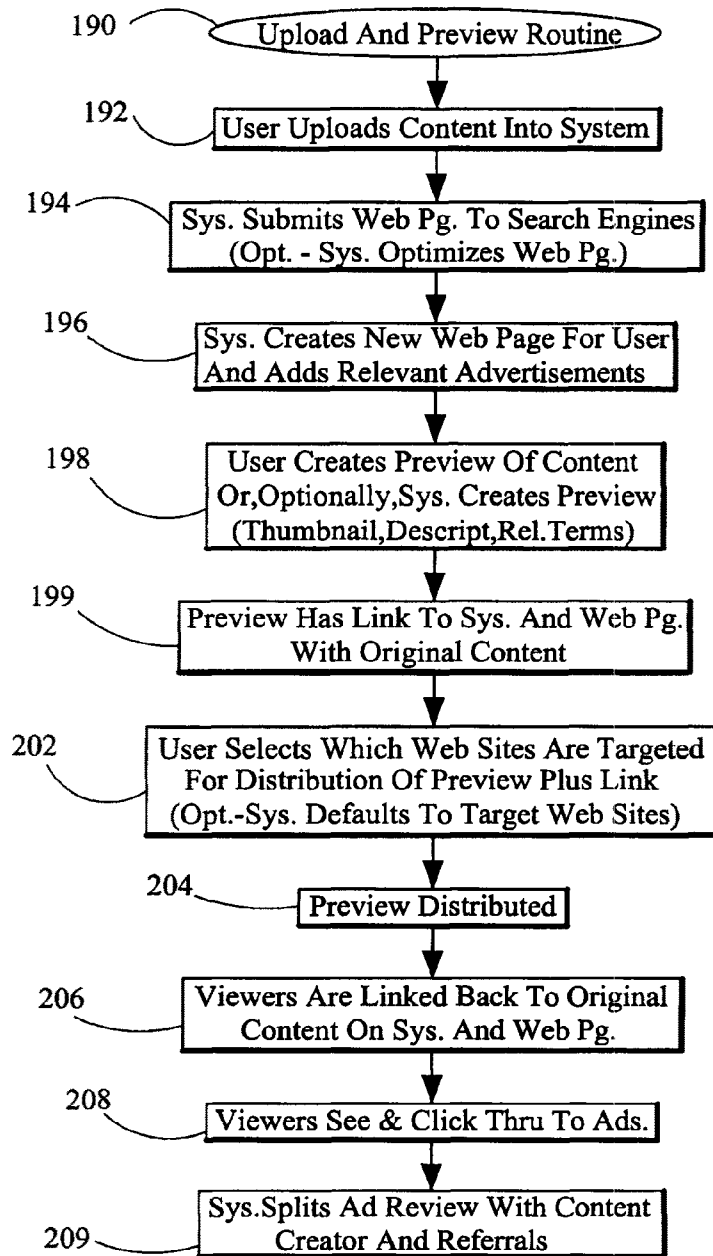 190
Upload And Preview Routine
192
User Uploads Content Into System
194
Sys. Submits Web Pg. To Search Engines
(Opt. - Sys. Optimizes Web Pg.)
196
Sys. Creates New Web Page For User
And Adds Relevant Advertisements
198
User Creates Preview Of Content
Or,Optionally,Sys. Creates Preview
(Thumbnail,Descript,Rel.Terms)
199
Preview Has Link To Sys. And Web Pg.
With Original Content
202
User Selects Which Web Sites Are Targeted
For Distribution Of Preview Plus Link
(Opt.-Sys. Defaults To Target Web Sites)
204
Preview Distributed
206
Viewers Are Linked Back To Original
Content On Sys. And Web Pg.
208
Viewers See & Click Thru To Ads.
Sys.Splits Ad Review With Content
Creator And Referrals
209